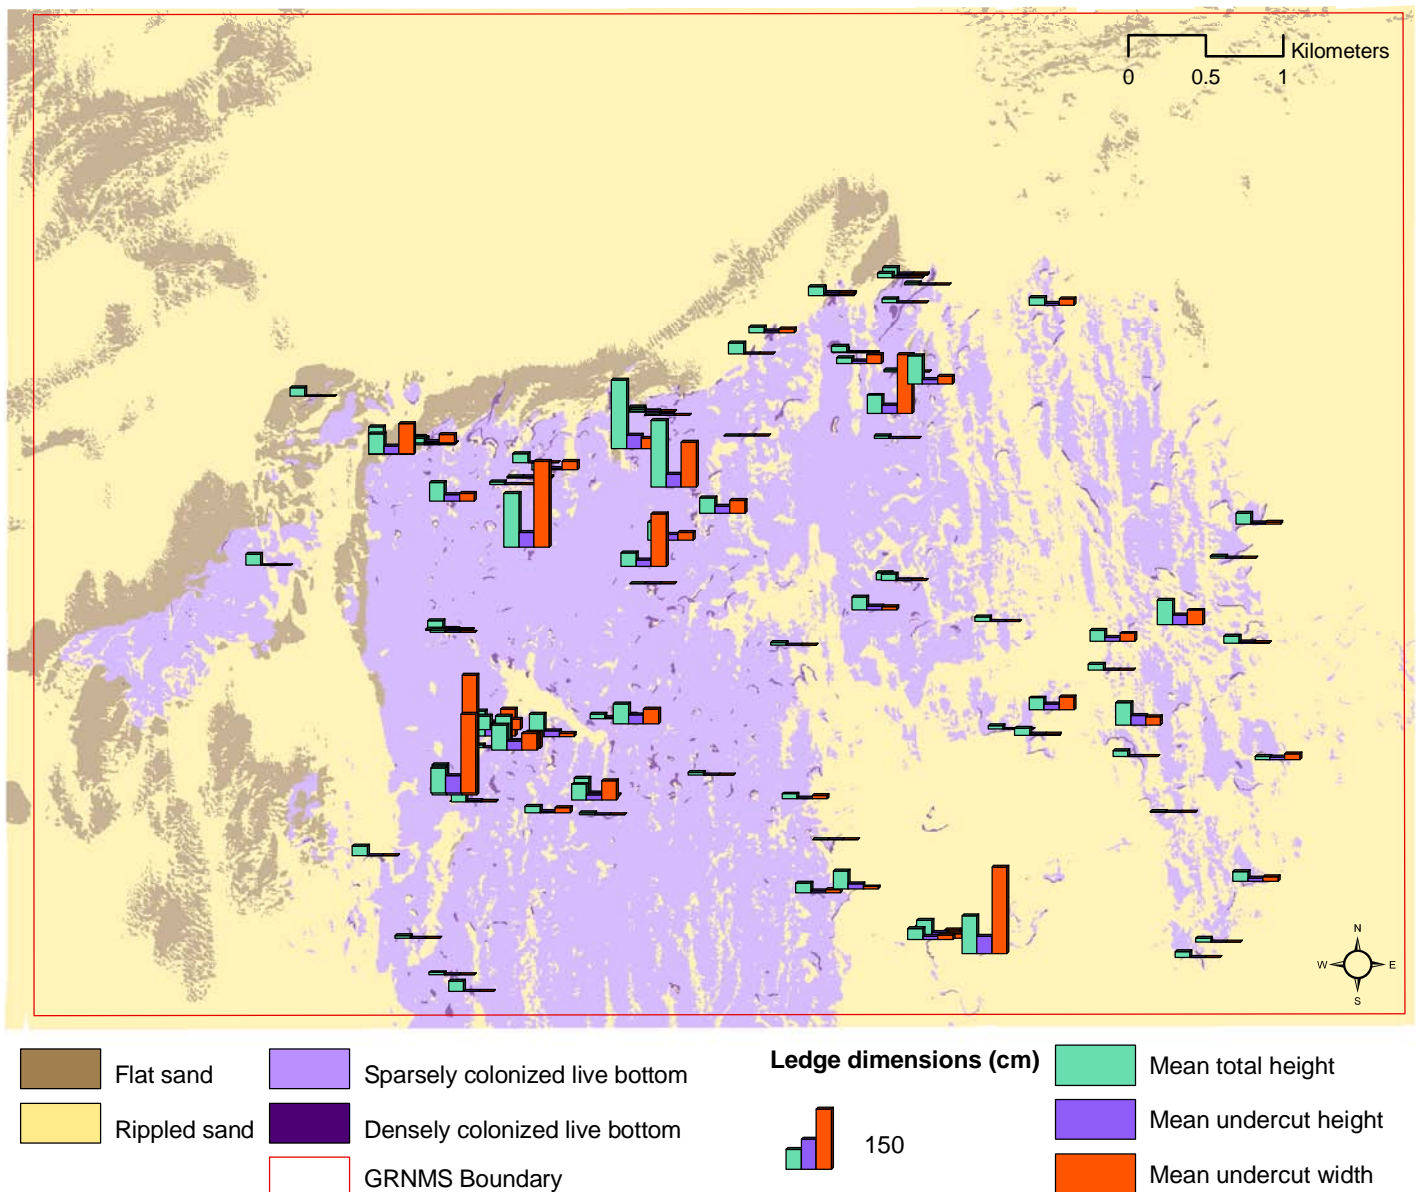 Kilometers
0 0.5 1
N
W E
S
Flat sand
Rippled sand
Sparsely colonized live bottom
Densely colonized live bottom
GRNMS Boundary
Ledge dimensions (cm)
150
Mean total height
Mean undercut height
Mean undercut width